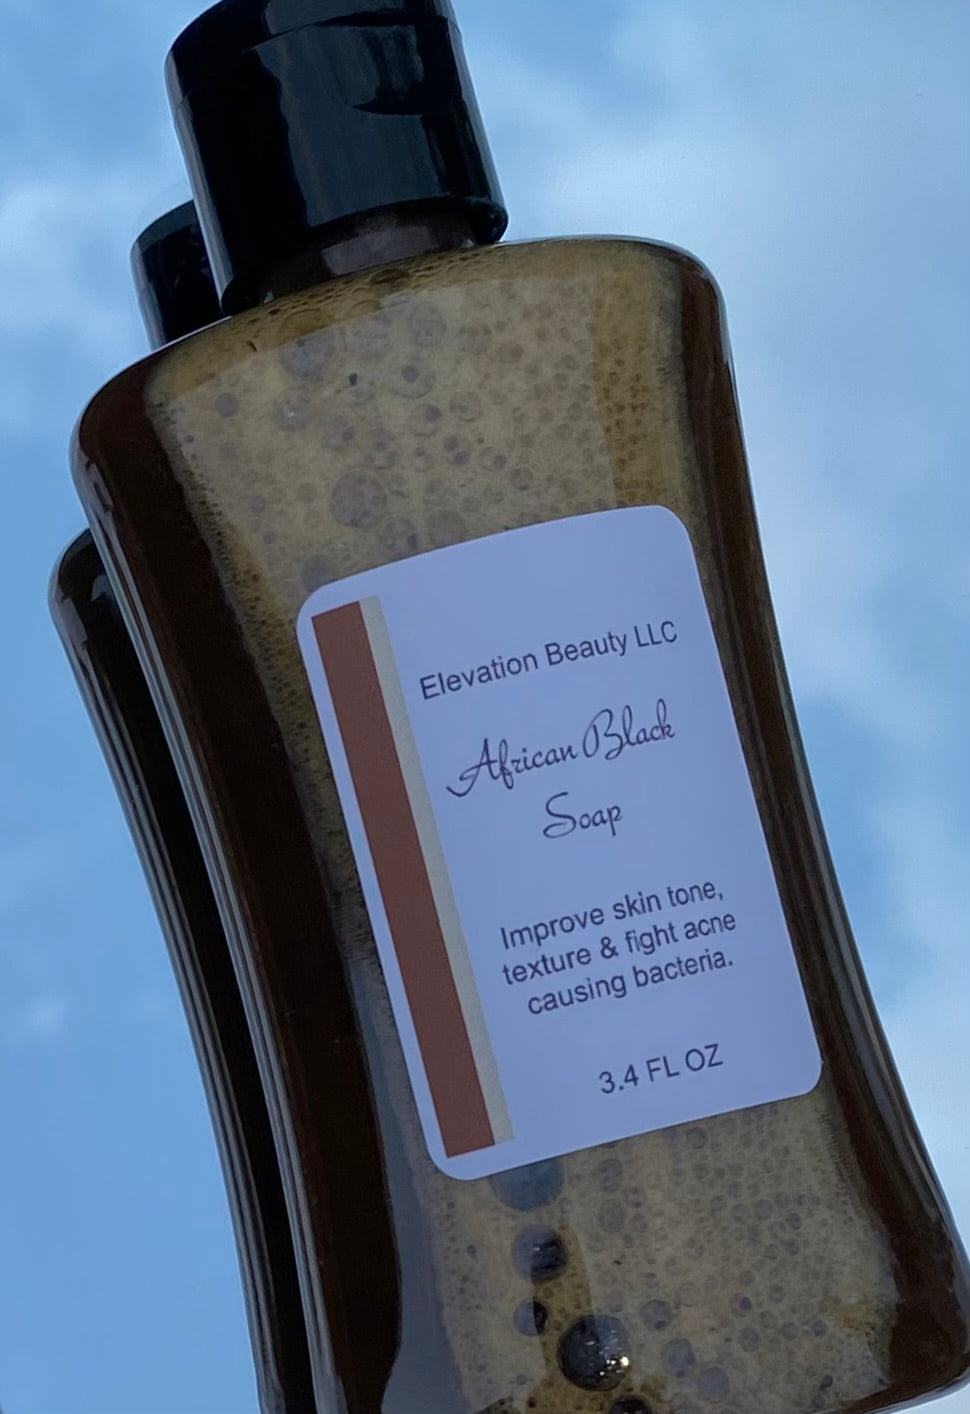 Elevation Beauty LLC
African Black
Soap
Improve skin tone,
texture & fight acne
causing bacteria.
3.4 FL OZ